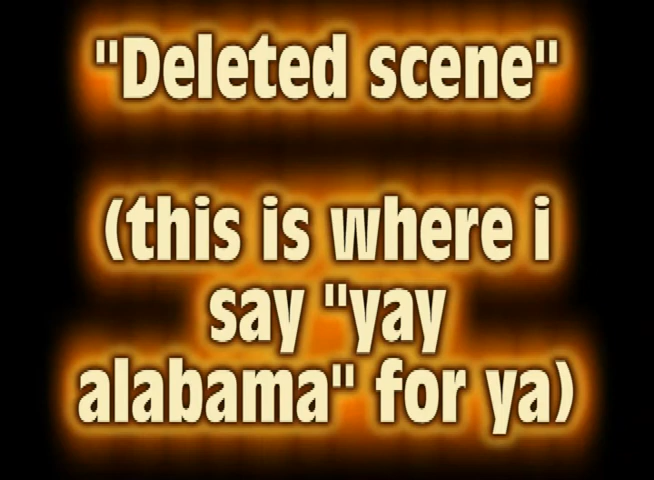 "Deleted scene"
(this is where i
say "yay
alabama" for ya)